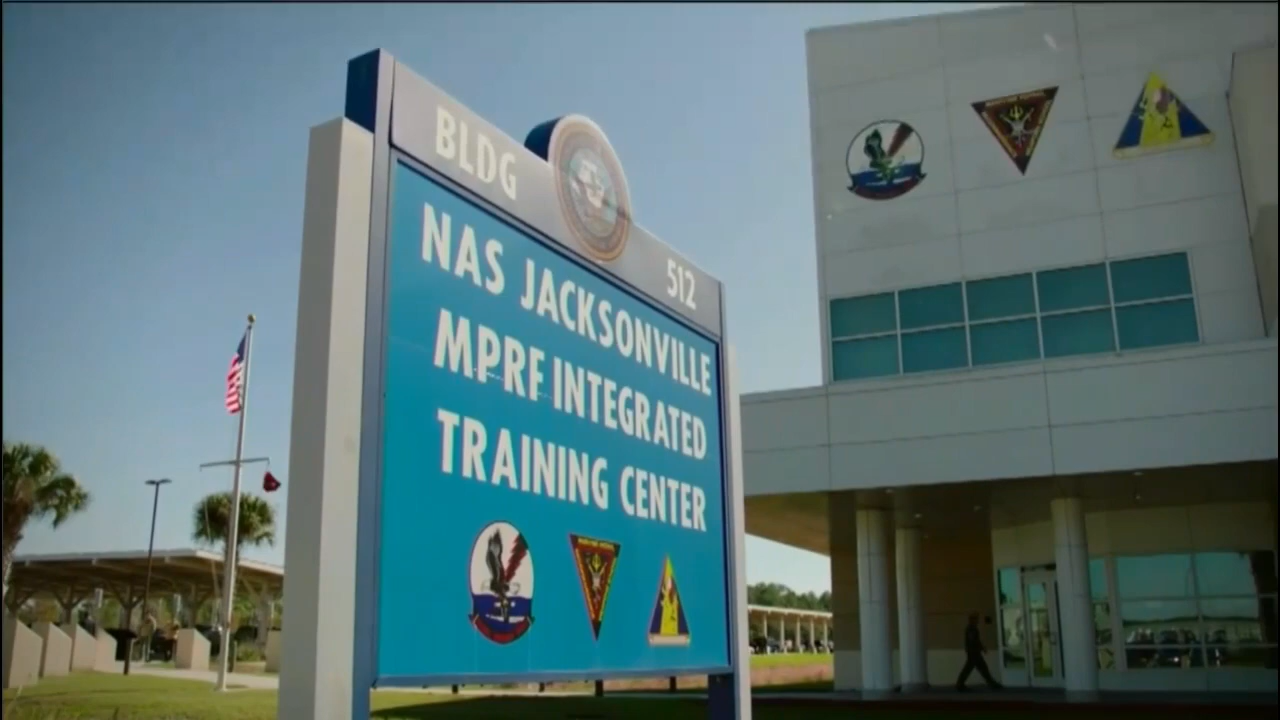 BLDG 512
NAS JACKSONVILLE
MPRF INTEGRATED
TRAINING CENTER